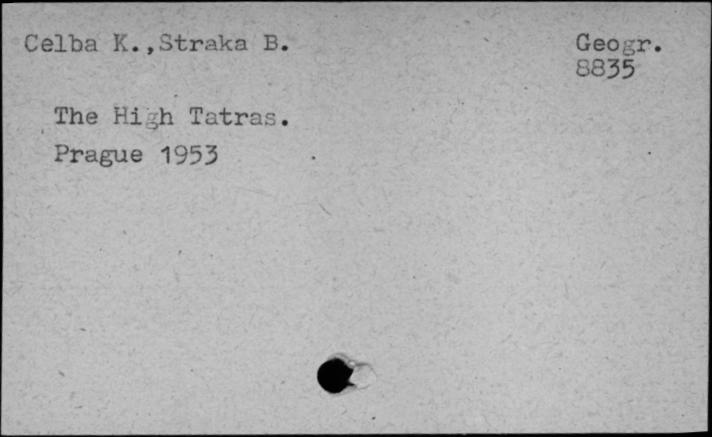 Celba K.,Straka B.
Geogr.
8835
The High Tatras.
Prague 1953